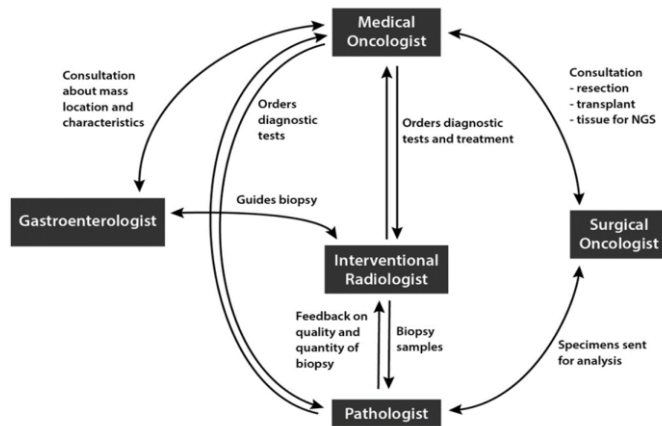 Medical
Oncologist
Consultation
about mass
location and
characteristics
Orders
diagnostic
tests
Orders diagnostic
tests and treatment
Consultation
- resection
- transplant
- tissue for NGS
Guides biopsy
Gastroenterologist
Surgical
Oncologist
Interventional
Radiologist
Feedback on
quality and
quantity of
biopsy
Biopsy
samples
Specimens sent
for analysis
Pathologist